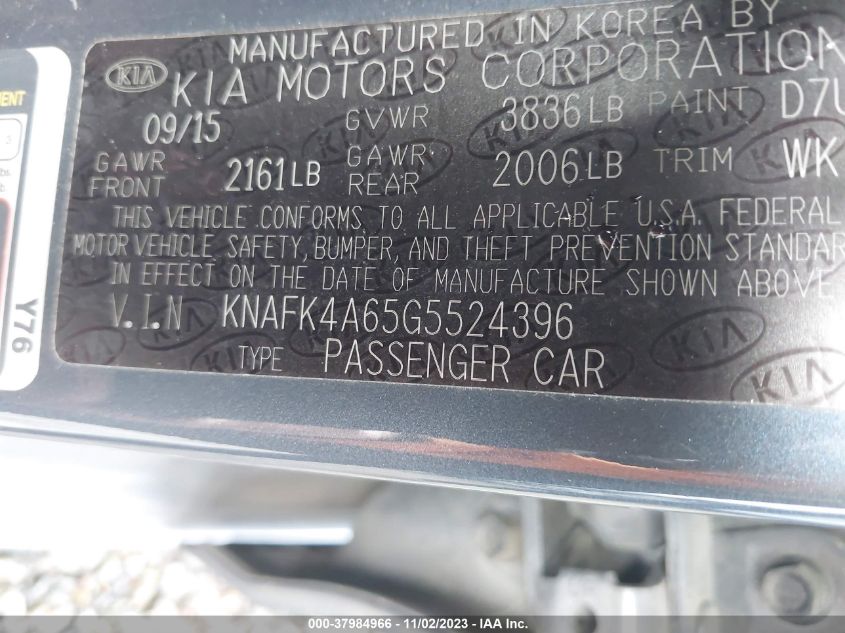 MANUFACTURED IN KOREA BY
KIA KIA MOTORS CORPORATION
09/15 GVWR 3836LB PAINT D7U
GAWR FRONT 2161LB GAWR REAR 2006LB TRIM WK
THIS VEHICLE CONFORMS TO ALL APPLICABLE U.S.A. FEDERAL
MOTOR VEHICLE SAFETY, BUMPER, AND THEFT PREVENTION STANDAR
IN EFFECT ON THE DATE OF MANUFACTURE SHOWN ABOVE
V.I.N KNAFK4A65G5524396
TYPE PASSENGER CAR
Y76
000-37984966 - 11/02/2023 - IAA Inc.